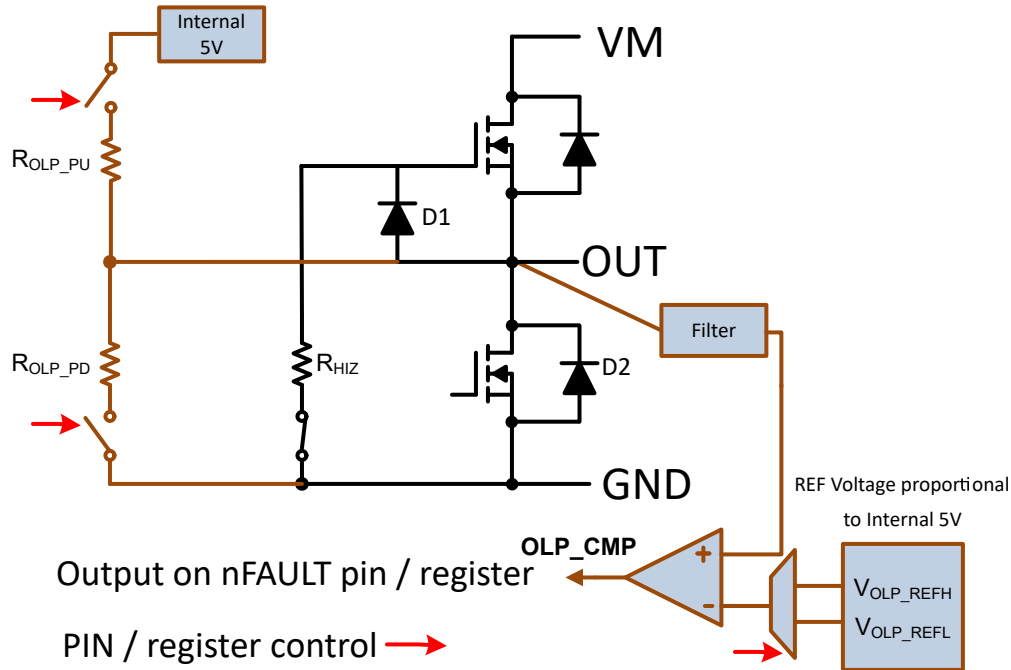 Internal
5V
VM
R_OLP_PU
D1
OUT
Filter
R_OLP_PD
R_HIZ
D2
GND
REF Voltage proportional
to Internal 5V
OLP_CMP
+
-
V_OLP_REFH
V_OLP_REFL
Output on nFAULT pin / register
PIN / register control